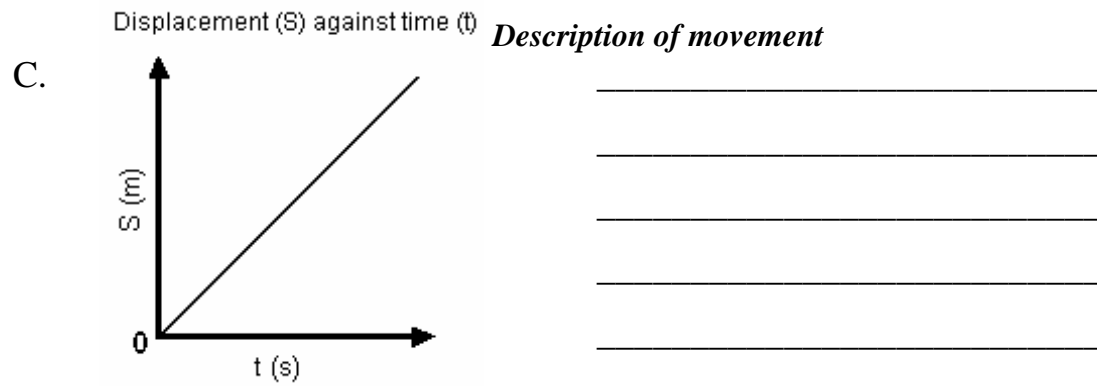 Displacement (S) against time (t)
Description of movement
C.
S (m)
0
t (s)